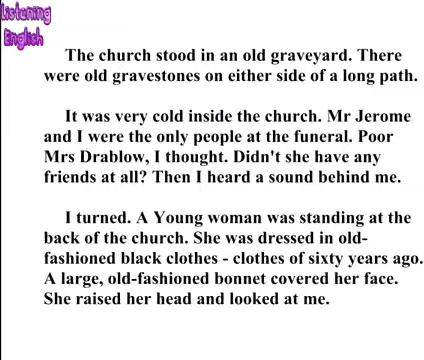 Listening
English
The church stood in an old graveyard. There
were old gravestones on either side of a long path.
It was very cold inside the church. Mr Jerome
and I were the only people at the funeral. Poor
Mrs Drablow, I thought. Didn't she have any
friends at all? Then I heard a sound behind me.
I turned. A Young woman was standing at the
back of the church. She was dressed in old-
fashioned black clothes - clothes of sixty years ago.
A large, old-fashioned bonnet covered her face.
She raised her head and looked at me.